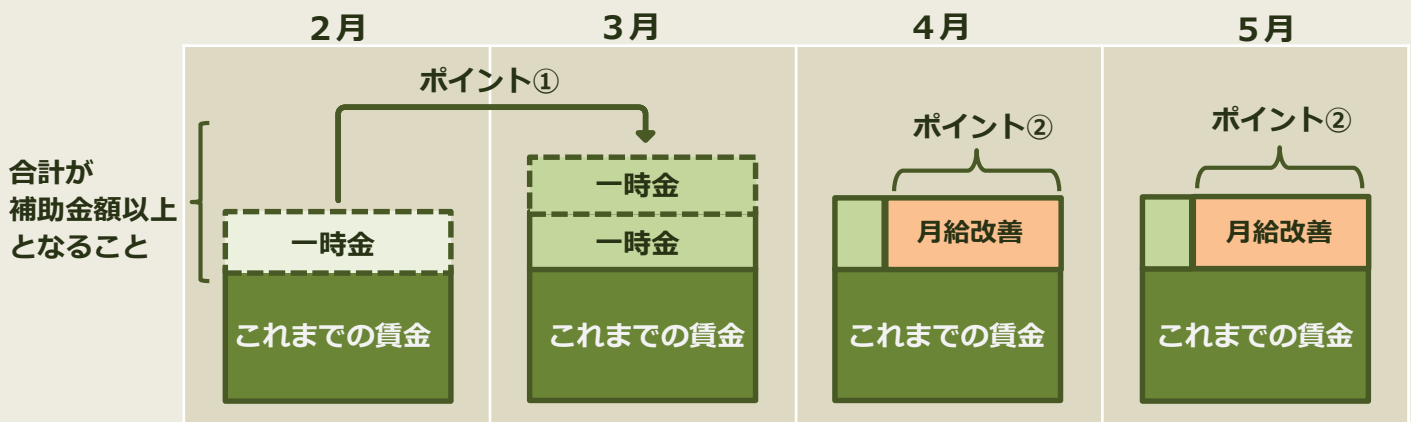 ２月
３月
４月
５月
ポイント①
ポイント②
ポイント②
合計が
補助金額以上
となること
一時金
一時金
一時金
月給改善
月給改善
これまでの賃金
これまでの賃金
これまでの賃金
これまでの賃金